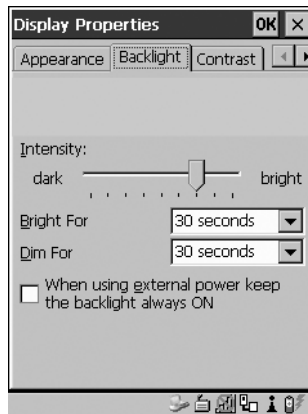 Display Properties OK ×
Appearance Backlight Contrast
Intensity:
dark bright
Bright For 30 seconds
Dim For 30 seconds
When using external power keep
the backlight always ON